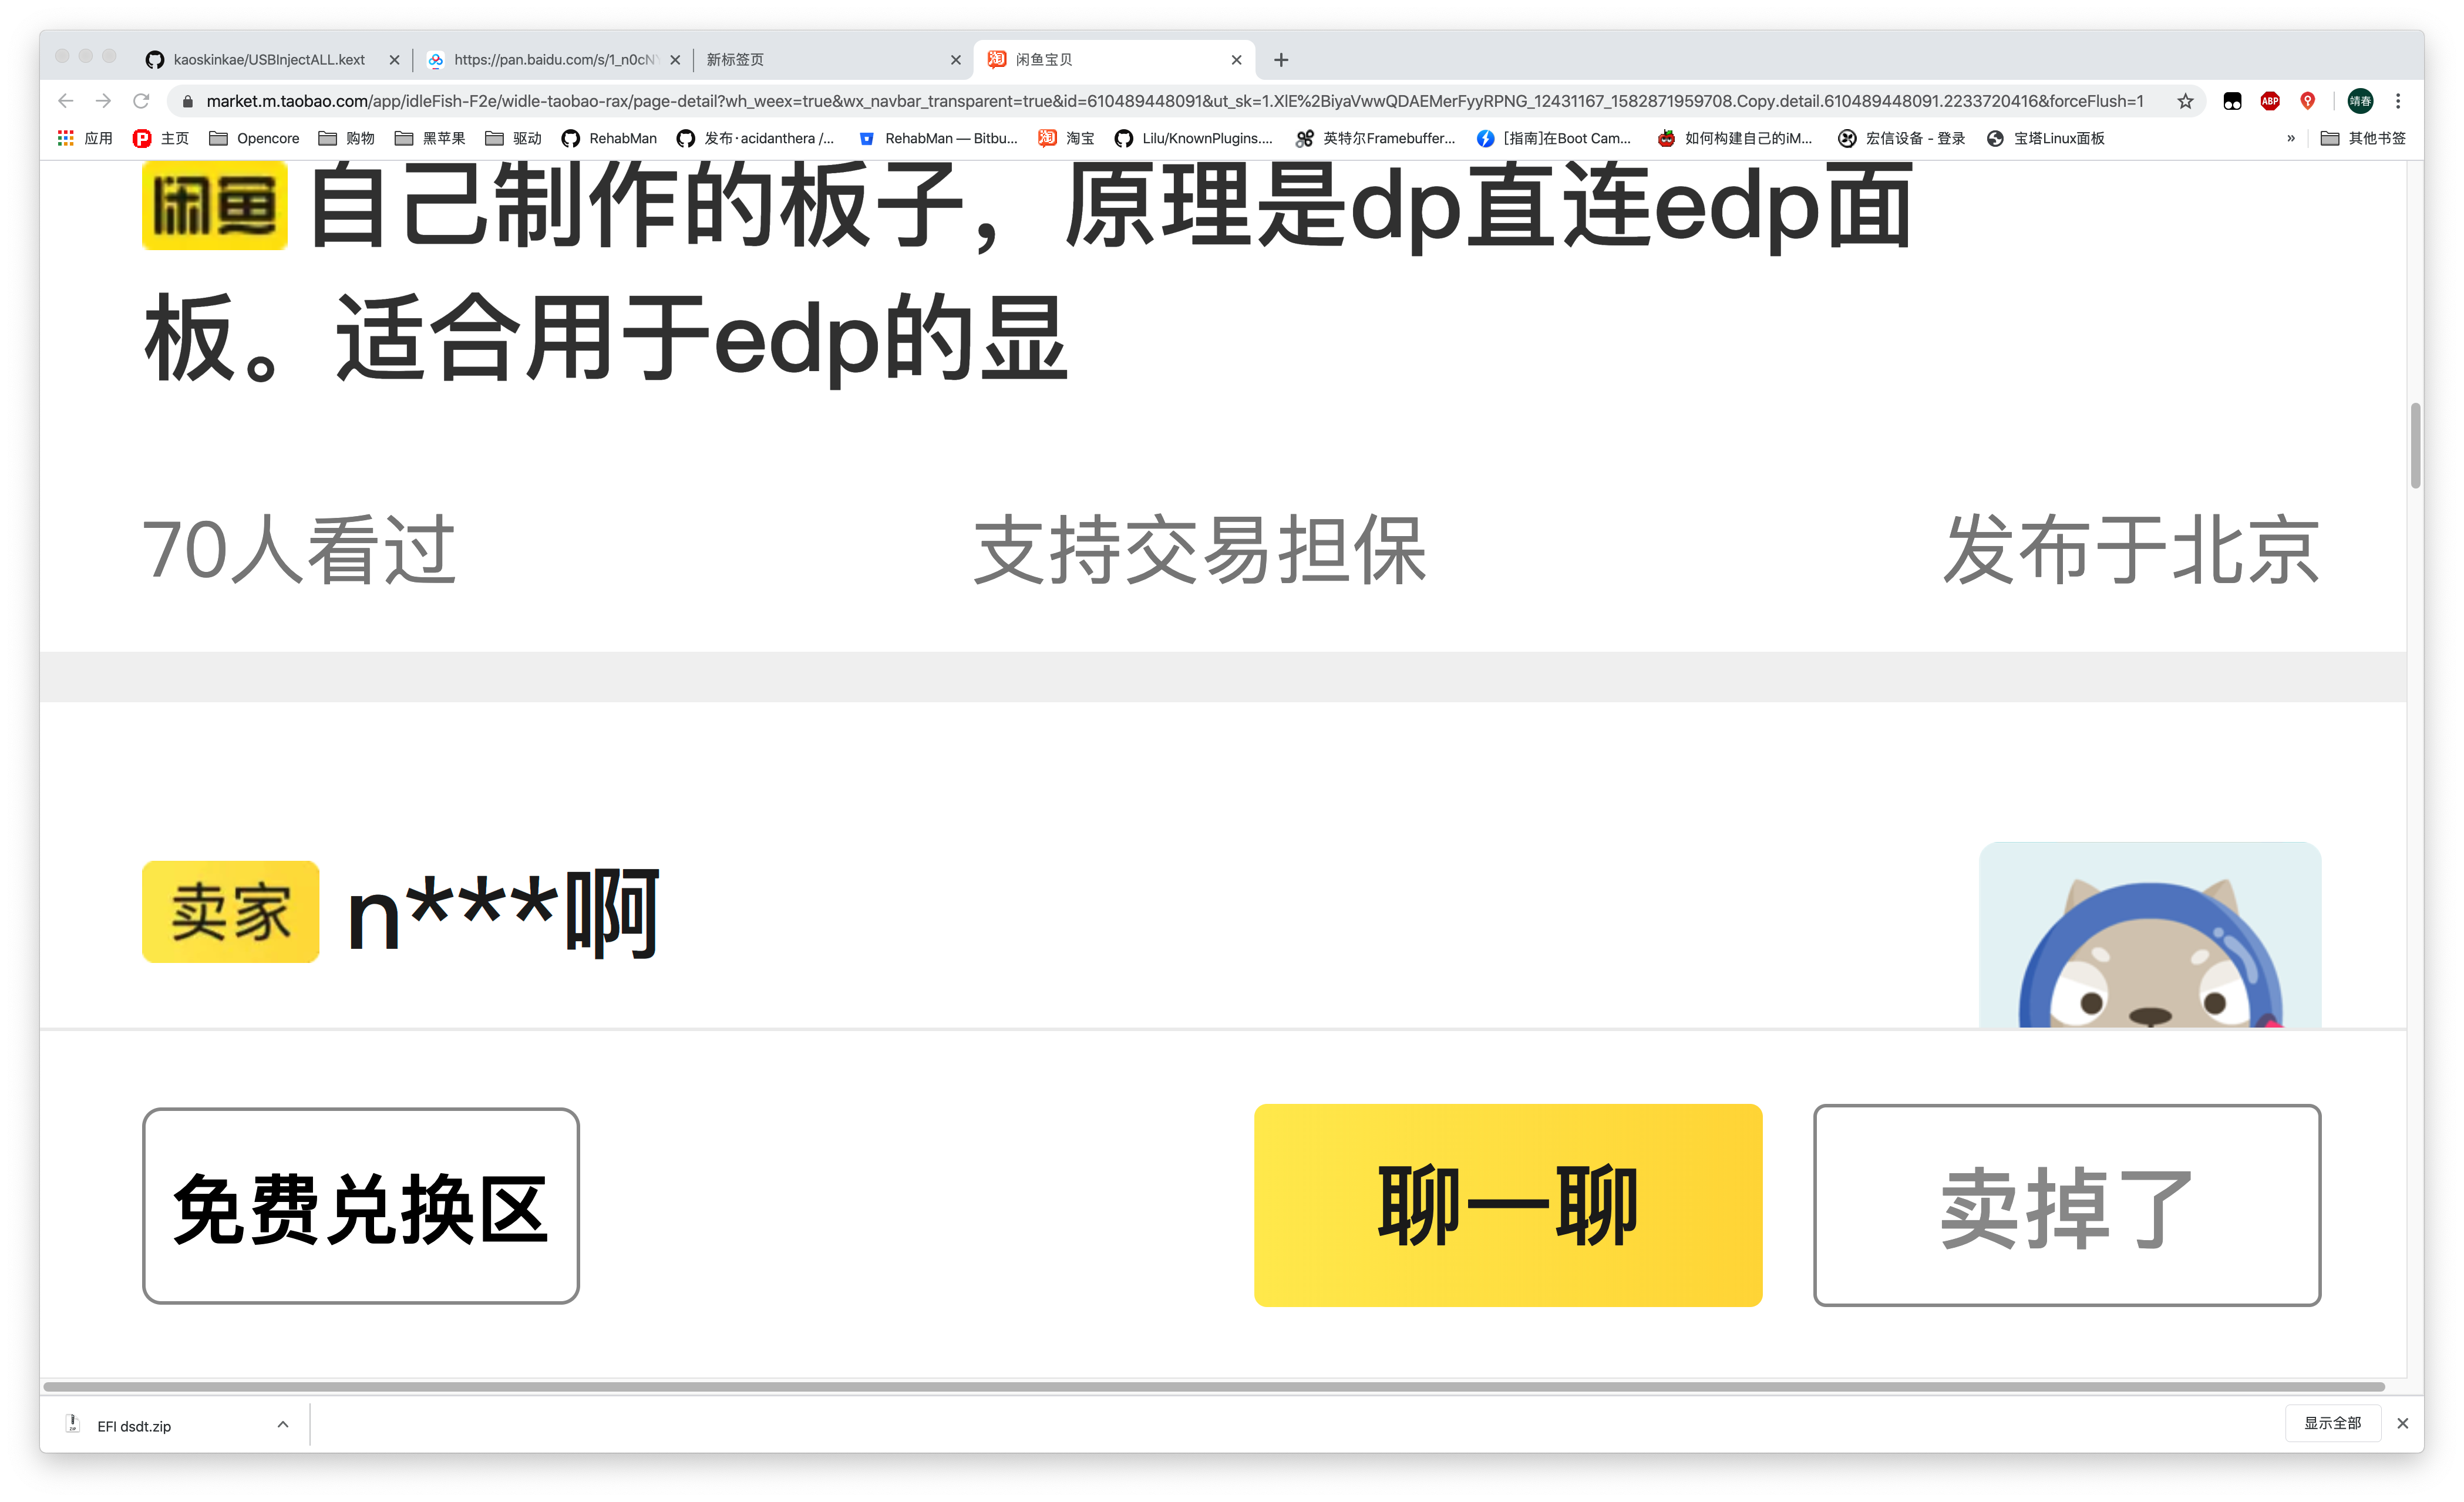 kaoskinkae/USBInjectALL.kext
https://pan.baidu.com/s/1_n0cN
新标签页
闲鱼宝贝
market.m.taobao.com/app/idleFish-F2e/widle-taobao-rax/page-detail?wh_weex=true&wx_navbar_transparent=true&id=610489448091&ut_sk=1.XlE%2BiyaVwwQDAEMerFyyRPNG_12431167_1582871959708.Copy.detail.610489448091.2233720416&forceFlush=1
ABP
靖春
应用 主页 Opencore 购物 黑苹果 驱动 RehabMan 发布 · acidanthera /... RehabMan — Bitbu... 淘 淘宝 Lilu/KnownPlugins.... 英特尔Framebuffer... [指南]在Boot Cam... 如何构建自己的iM... 宏信设备 - 登录 宝塔Linux面板 » 其他书签
闲鱼 自己制作的板子，原理是dp直连edp面
板。适合用于edp的显
70人看过 支持交易担保 发布于北京
卖家 n***啊
免费兑换区 聊一聊 卖掉了
EFI dsdt.zip 显示全部